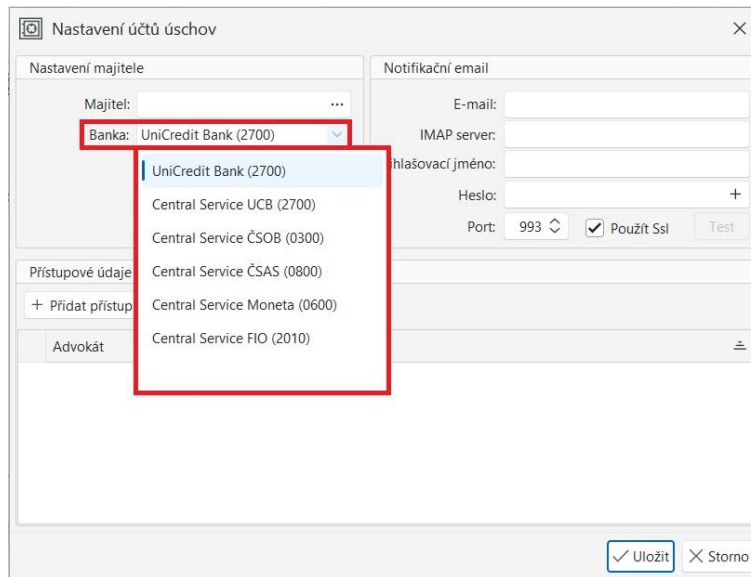 Nastavení účtů úschov
Nastavení majitele
Majitel:
Banka: UniCredit Bank (2700)
UniCredit Bank (2700)
Central Service UCB (2700)
Central Service ČSOB (0300)
Central Service ČSAS (0800)
Central Service Moneta (0600)
Central Service FIO (2010)
Notifikační email
E-mail:
IMAP server:
ihlašovací jméno:
Heslo:
Port: 993 Použít Ssl Test
Přístupové údaje
+ Přidat přístup
Advokát
Uložit Storno